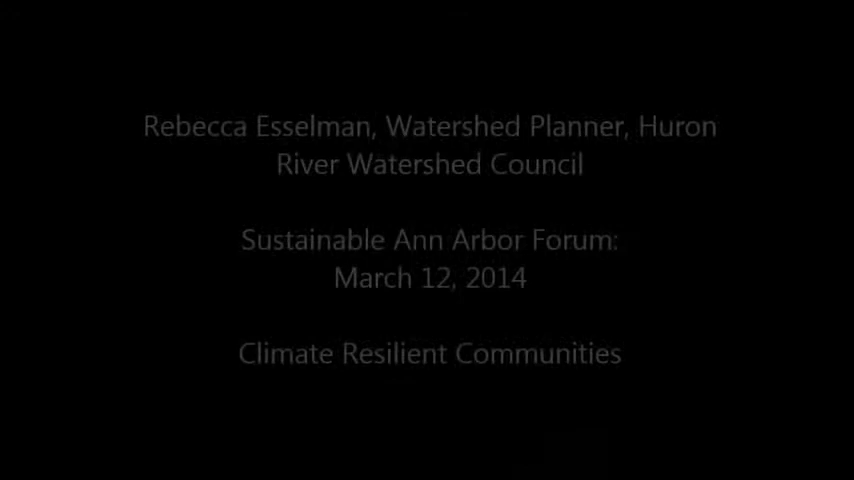 Rebecca Esselman, Watershed Planner, Huron
River Watershed Council
Sustainable Ann Arbor Forum:
March 12, 2014
Climate Resilient Communities